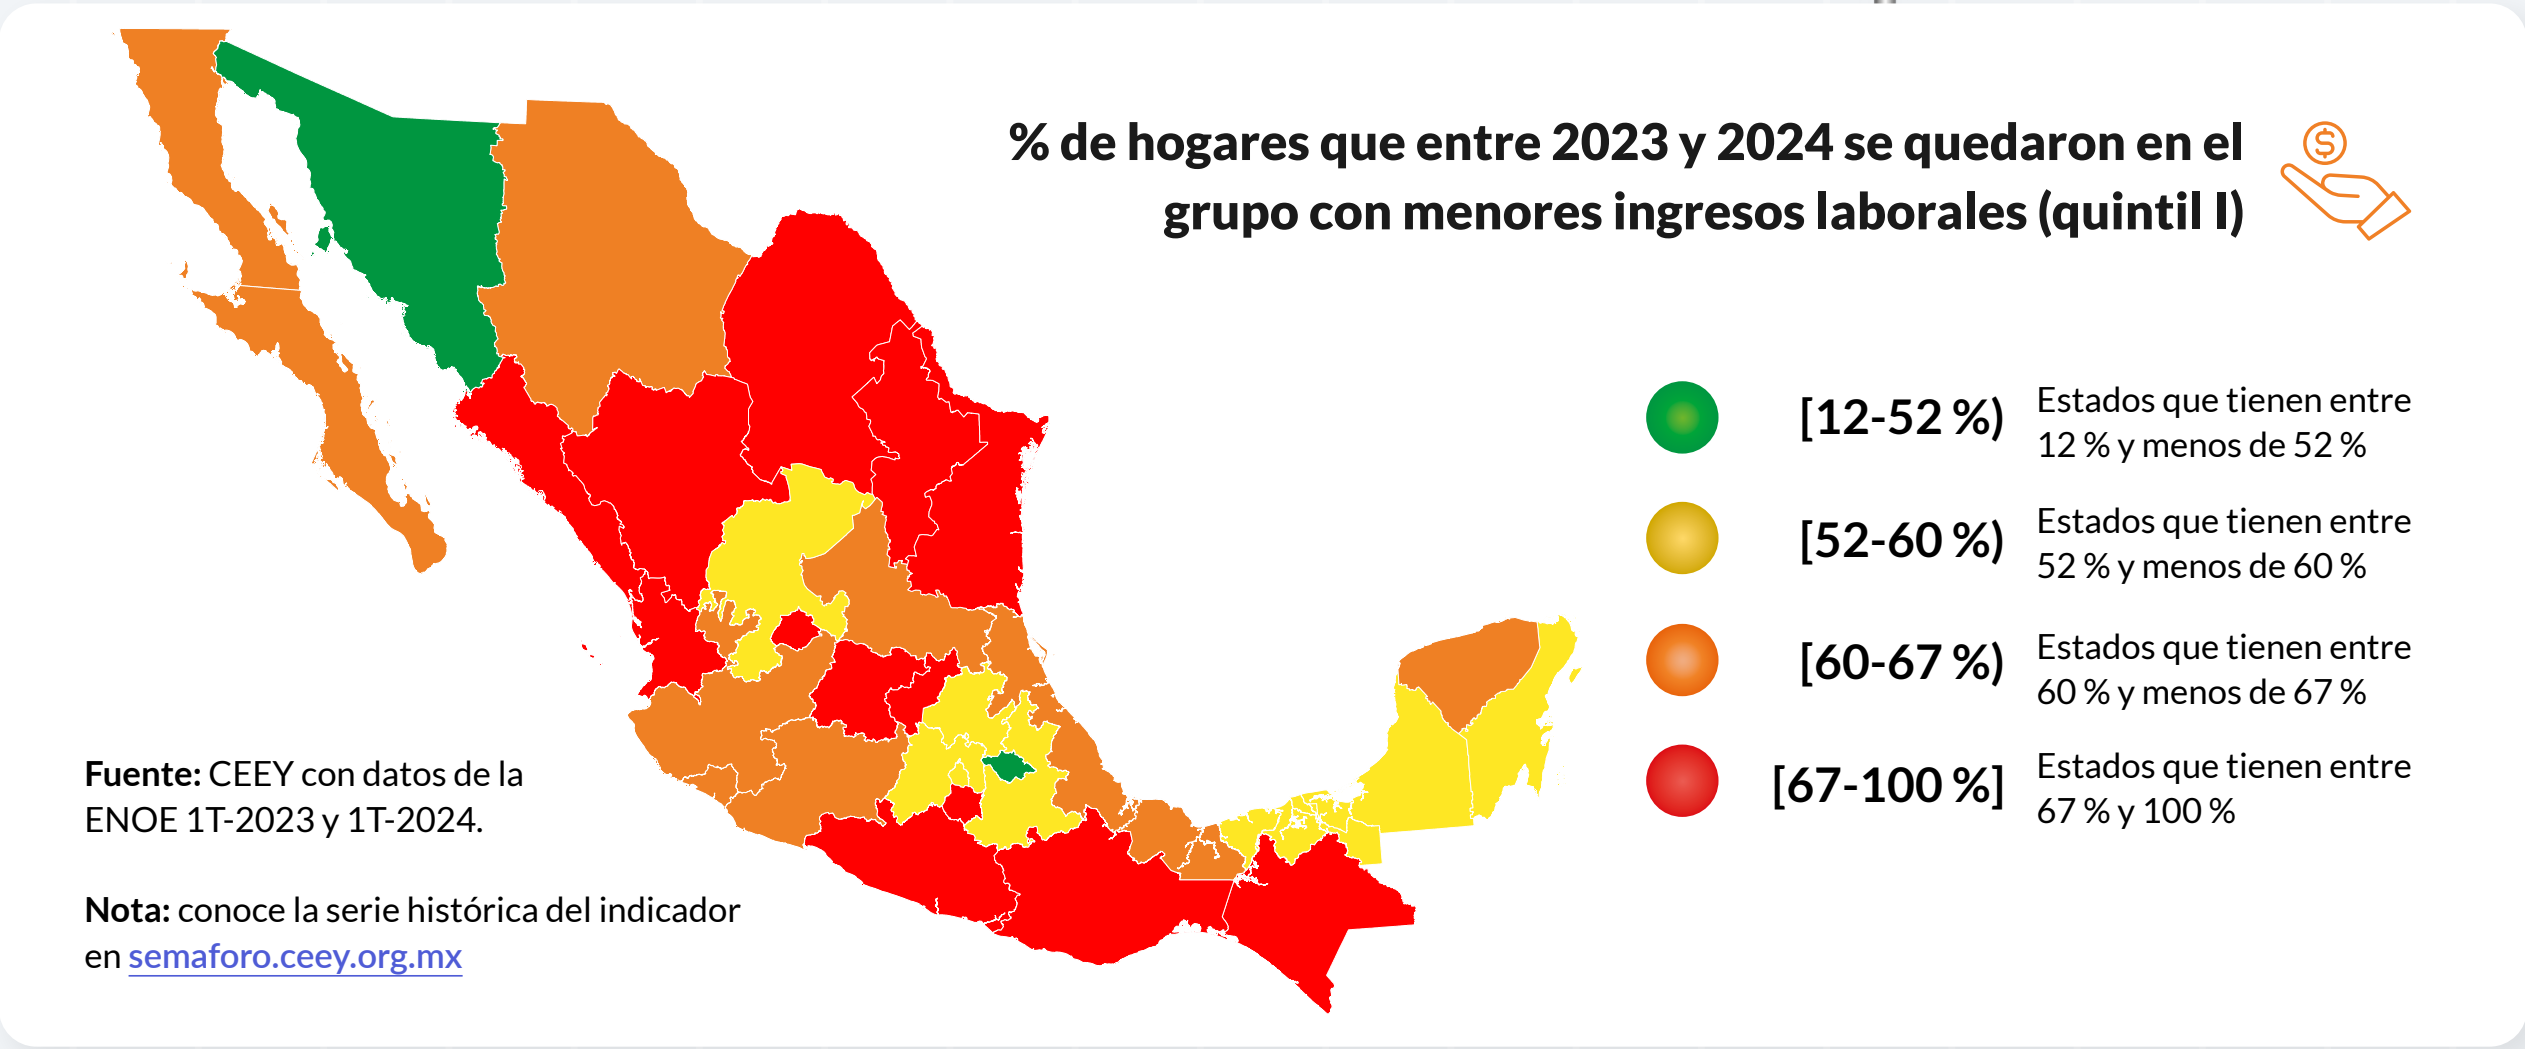 % de hogares que entre 2023 y 2024 se quedaron en el
grupo con menores ingresos laborales (quintil I)
$
[12-52 %)
Estados que tienen entre
12 % y menos de 52 %
[52-60 %)
Estados que tienen entre
52 % y menos de 60 %
[60-67 %)
Estados que tienen entre
60 % y menos de 67 %
[67-100 %]
Estados que tienen entre
67 % y 100 %
Fuente: CEEY con datos de la
ENOE 1T-2023 y 1T-2024.
Nota: conoce la serie histórica del indicador
en semaforo.ceey.org.mx